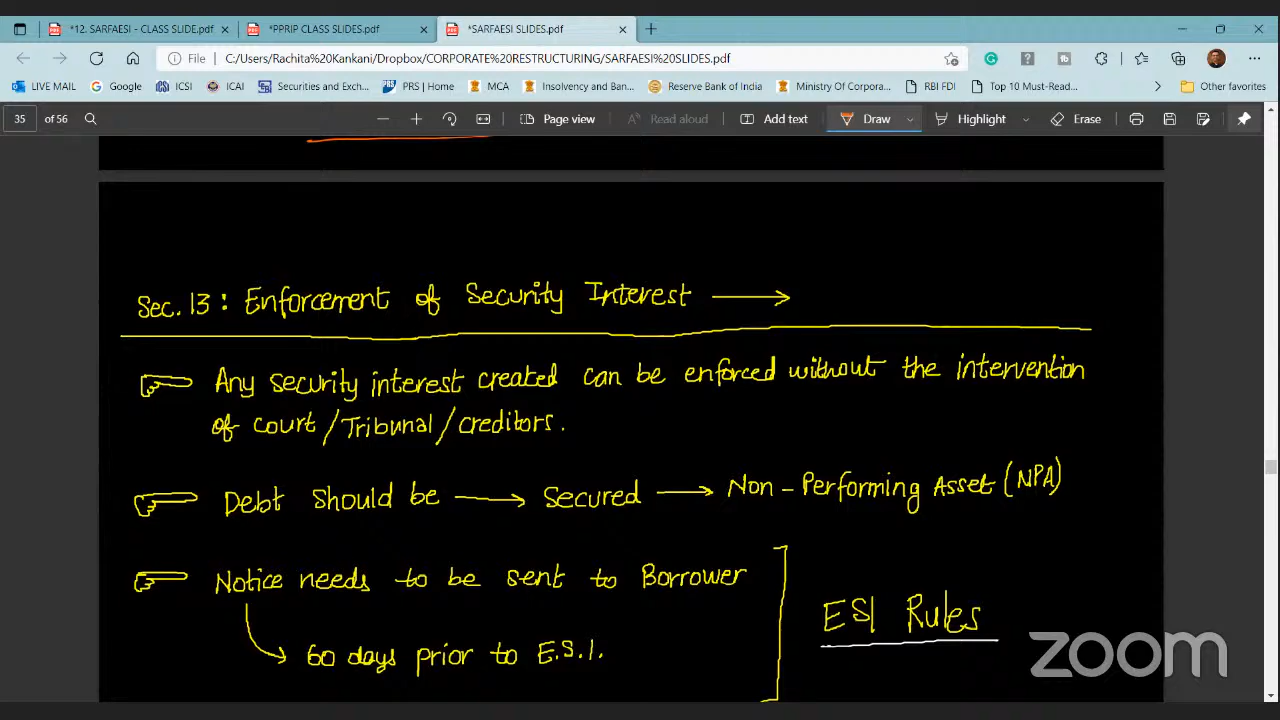 *12. SARFAESI - CLASS SLIDE.pdf
*PPRIP CLASS SLIDES.pdf
*SARFAESI SLIDES.pdf
File
C:/Users/Rachita%20Kankani/Dropbox/CORPORATE%20RESTRUCTURING/SARFAESI%20SLIDES.pdf
LIVE MAIL
Google
ICSI
ICAI
Securities and Exch...
PRS | Home
MCA
Insolvency and Ban...
Reserve Bank of India
Ministry Of Corpora...
RBI FDI
Top 10 Must-Read...
Other favorites
35 of 56
Page view
Read aloud
Add text
Draw
Highlight
Erase
Sec. 13 : Enforcement of Security Interest →
Any security interest created can be enforced without the intervention
of court/Tribunal/creditors.
Debt should be → Secured → Non-Performing Asset (NPA)
Notice needs to be sent to Borrower
60 days prior to E.S.I.
ESI Rules
zoom